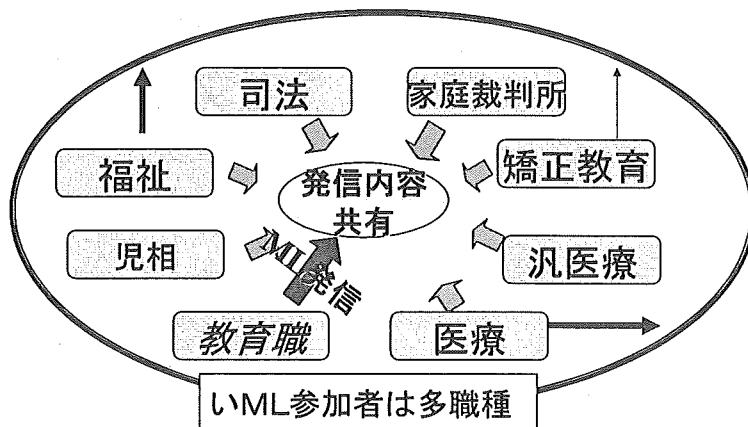 司法
家庭裁判所
福祉
矯正教育
発信内容
共有
児相
ML発信
汎医療
教育職
医療
いML参加者は多職種